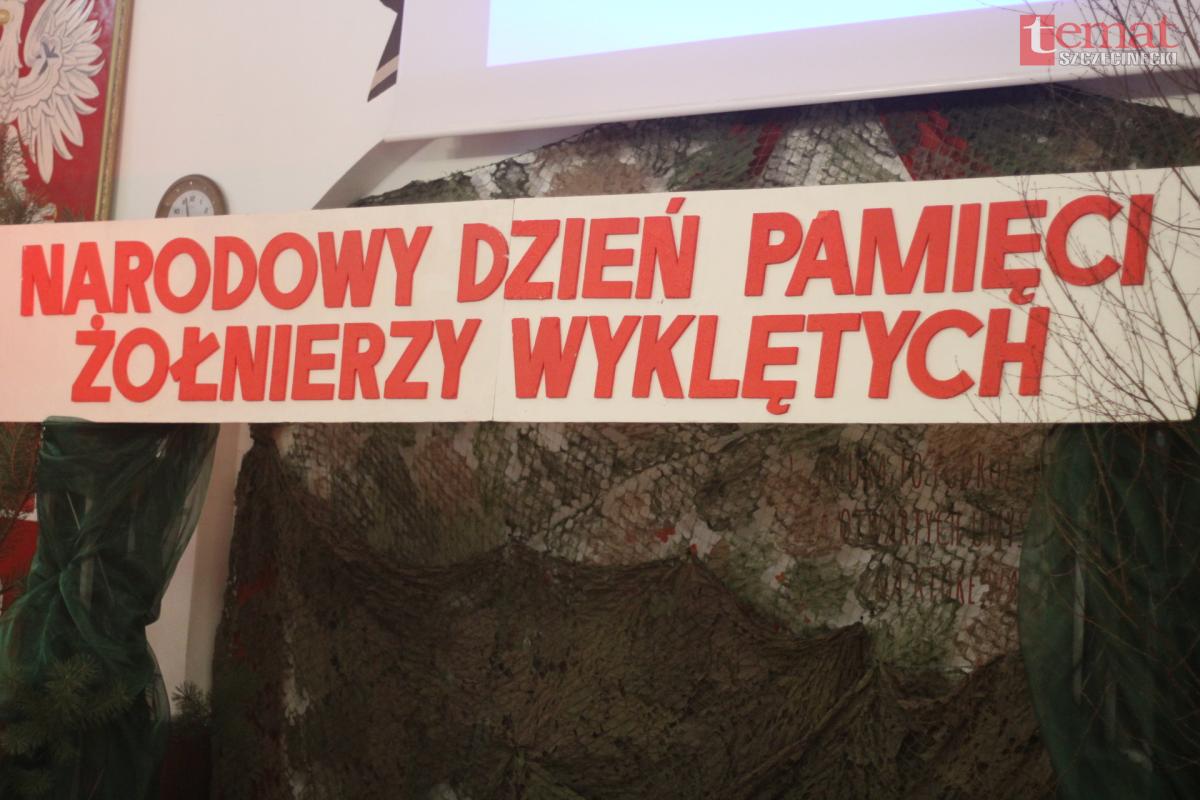 temat
SZCZECINECKI
NARODOWY DZIEŃ PAMIĘCI
ŻOŁNIERZY WYKLĘTYCH